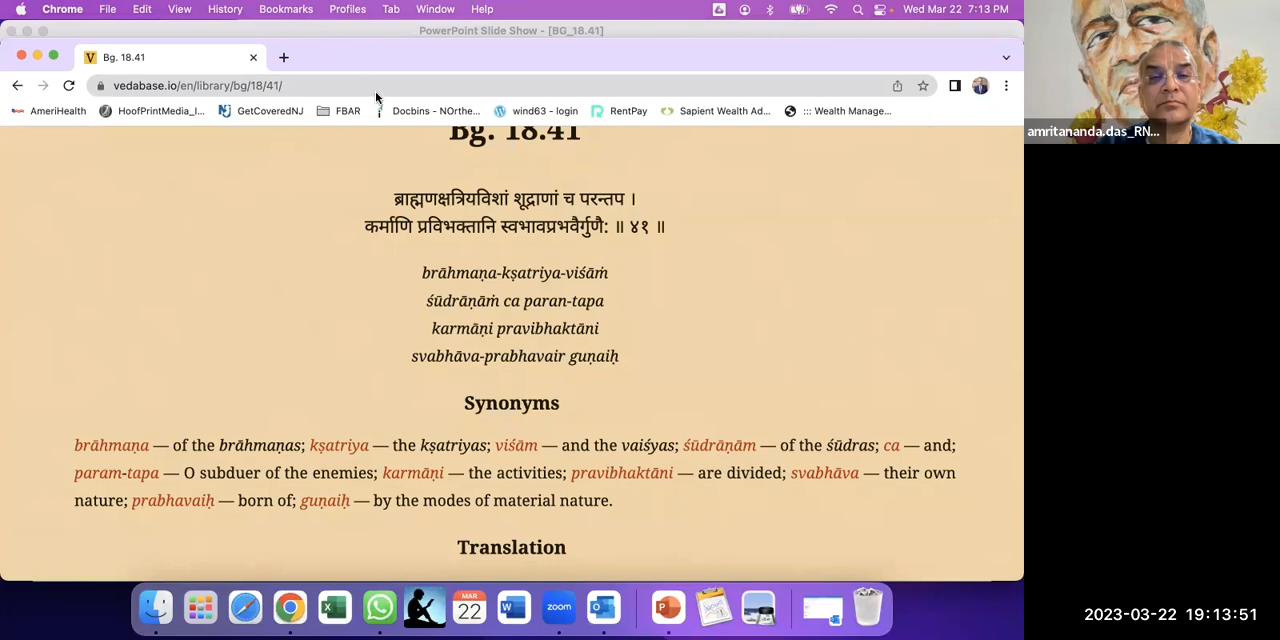 Chrome File Edit View History Bookmarks Profiles Tab Window Help Wed Mar 22 7:13 PM
PowerPoint Slide Show - [BG_18.41]
V Bg. 18.41
vedabase.io/en/library/bg/18/41/
AmeriHealth HoofPrintMedia_I... GetCoveredNJ FBAR Docbins - NOrthe... wind63 - login RentPay Sapient Wealth Ad... ::: Wealth Manage...
amritananda.das_RN...
Bg. 18.41
ब्राह्मणक्षत्रियविशां शूद्राणां च परन्तप ।
कर्माणि प्रविभक्तानि स्वभावप्रभवैर्गुणै: ॥ ४१ ॥
brāhmaṇa-kṣatriya-viśāṁ
śūdrāṇāṁ ca paran-tapa
karmāṇi pravibhaktāni
svabhāva-prabhavair guṇaiḥ
Synonyms
brāhmaṇa — of the brāhmaṇas; kṣatriya — the kṣatriyas; viśām — and the vaiśyas; śūdrāṇām — of the śūdras; ca — and;
param-tapa — O subduer of the enemies; karmāṇi — the activities; pravibhaktāni — are divided; svabhāva — their own
nature; prabhavaiḥ — born of; guṇaiḥ — by the modes of material nature.
Translation
MAR
22
zoom
2023-03-22 19:13:51